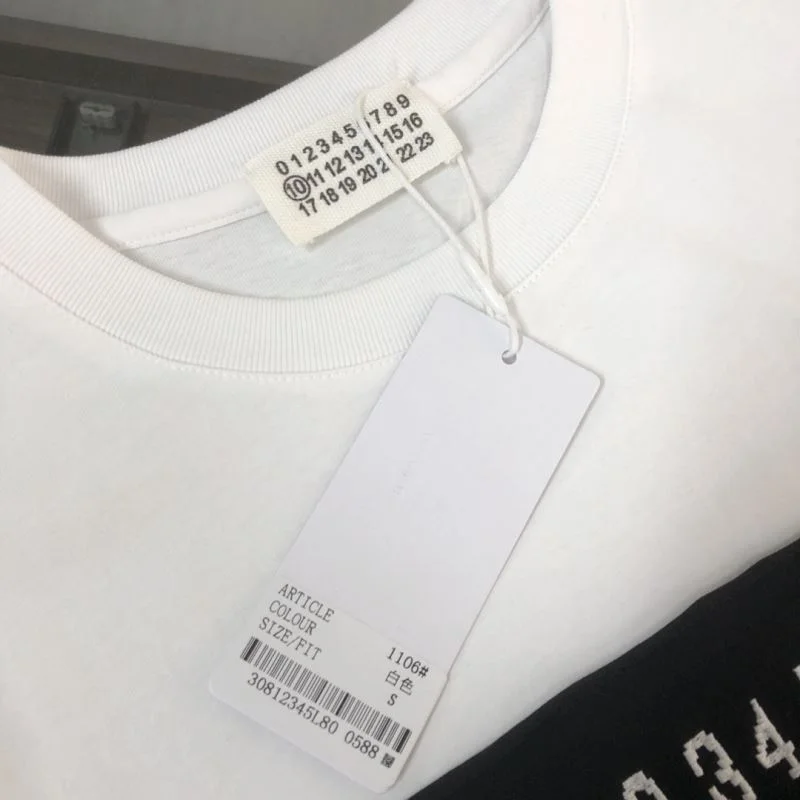 0 1 2 3 4 5 7 8 9
10 11 12 13 1 15 16
17 18 19 20 2 22 23
ARTICLE 1106#
COLOUR 白色
SIZE/FIT S
30812345L80 0588
34